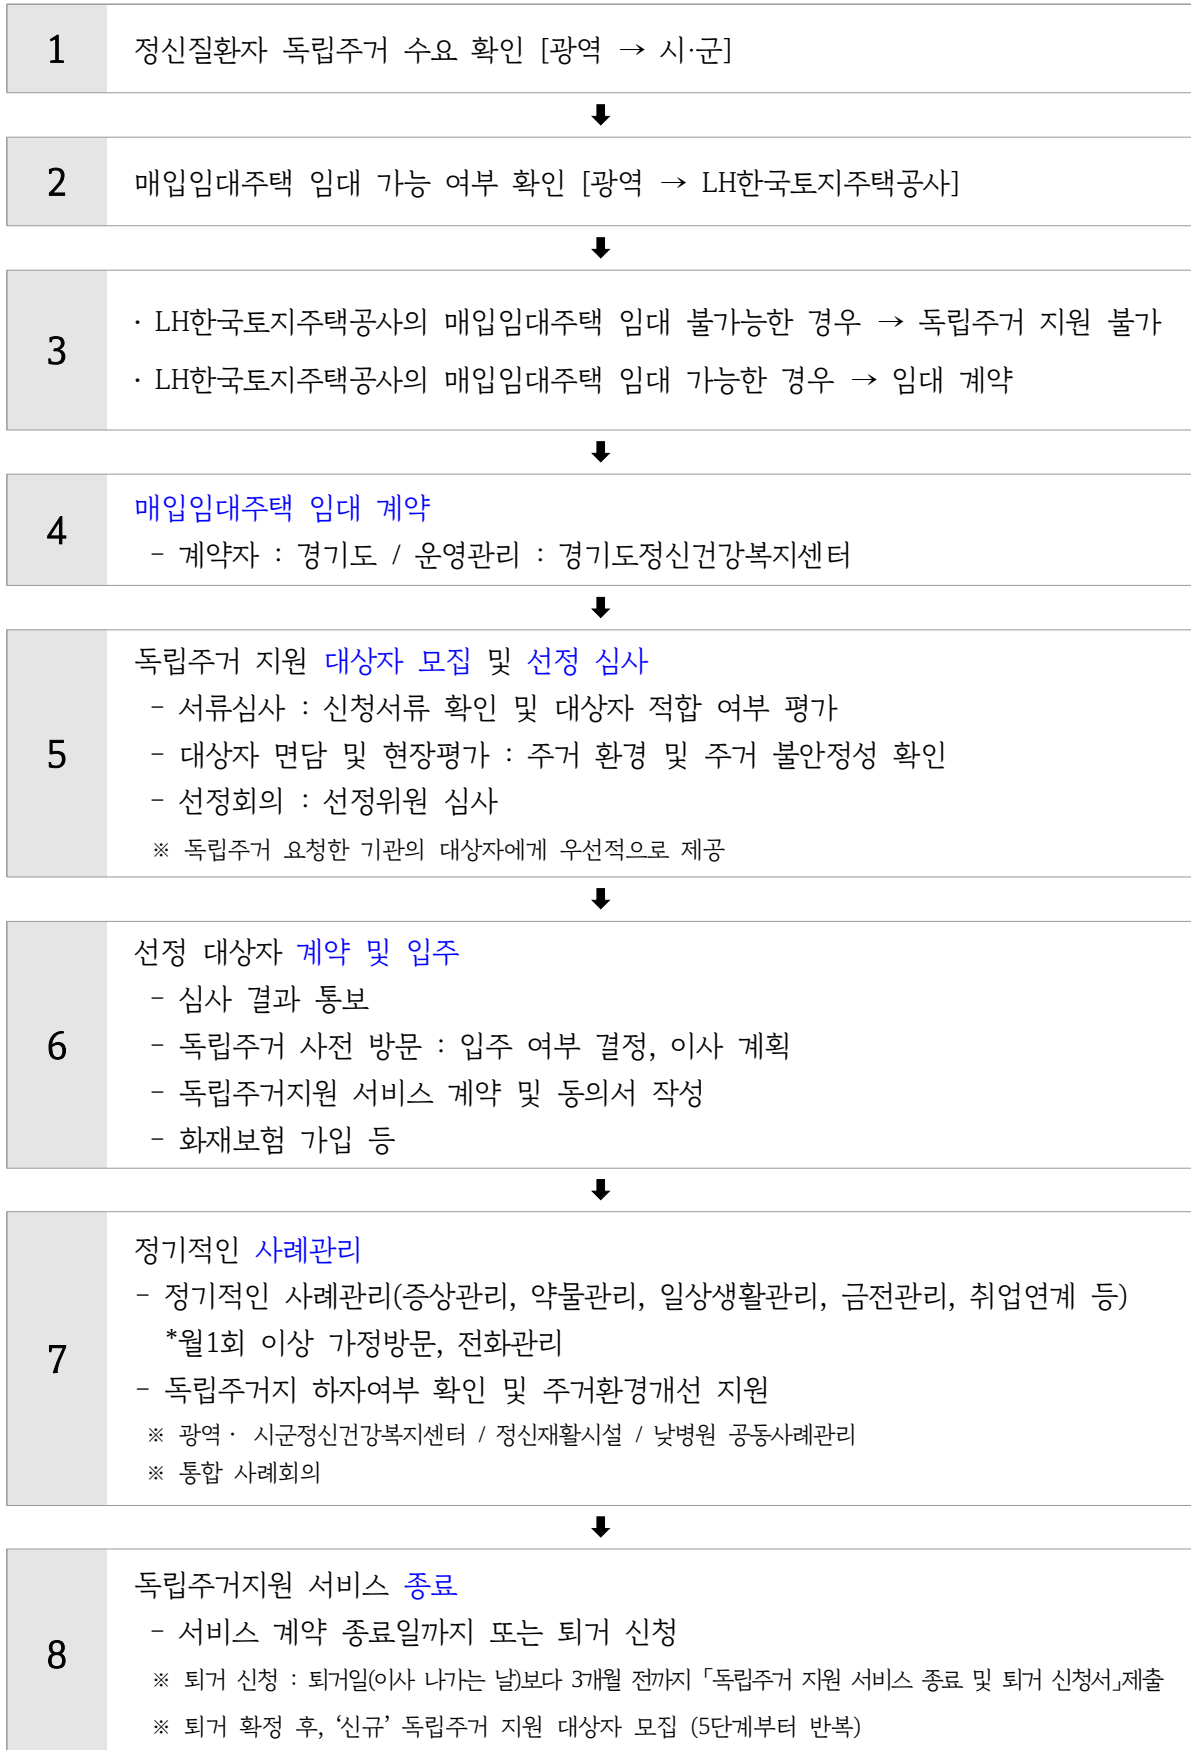 1
정신질환자 독립주거 수요 확인 [광역 → 시·군]
2
매입임대주택 임대 가능 여부 확인 [광역 → LH한국토지주택공사]
3
· LH한국토지주택공사의 매입임대주택 임대 불가능한 경우 → 독립주거 지원 불가
· LH한국토지주택공사의 매입임대주택 임대 가능한 경우 → 임대 계약
4
매입임대주택 임대 계약
- 계약자 : 경기도 / 운영관리 : 경기도정신건강복지센터
5
독립주거 지원 대상자 모집 및 선정 심사
- 서류심사 : 신청서류 확인 및 대상자 적합 여부 평가
- 대상자 면담 및 현장평가 : 주거 환경 및 주거 불안정성 확인
- 선정회의 : 선정위원 심사
※ 독립주거 요청한 기관의 대상자에게 우선적으로 제공
6
선정 대상자 계약 및 입주
- 심사 결과 통보
- 독립주거 사전 방문 : 입주 여부 결정, 이사 계획
- 독립주거지원 서비스 계약 및 동의서 작성
- 화재보험 가입 등
7
정기적인 사례관리
- 정기적인 사례관리(증상관리, 약물관리, 일상생활관리, 금전관리, 취업연계 등)
*월1회 이상 가정방문, 전화관리
- 독립주거지 하자여부 확인 및 주거환경개선 지원
※ 광역· 시군정신건강복지센터 / 정신재활시설 / 낮병원 공동사례관리
※ 통합 사례회의
8
독립주거지원 서비스 종료
- 서비스 계약 종료일까지 또는 퇴거 신청
※ 퇴거 신청 : 퇴거일(이사 나가는 날)보다 3개월 전까지 「독립주거 지원 서비스 종료 및 퇴거 신청서」제출
※ 퇴거 확정 후, ‘신규’ 독립주거 지원 대상자 모집 (5단계부터 반복)